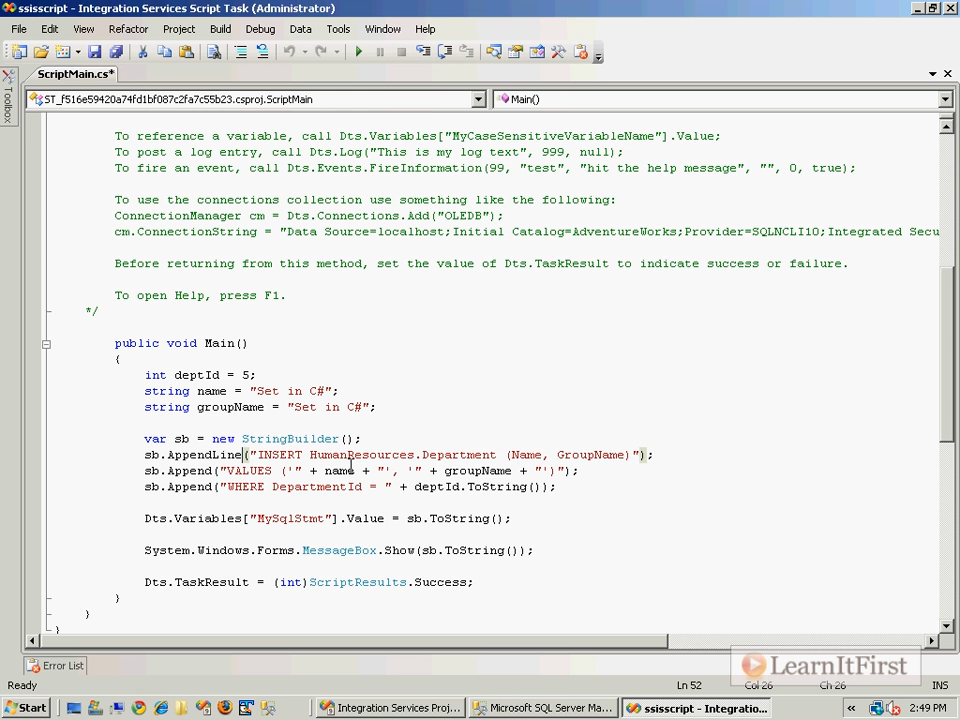 ssisscript - Integration Services Script Task (Administrator)
File Edit View Refactor Project Build Debug Data Tools Window Help
ScriptMain.cs*
Toolbox
ST_f516e59420a74fd1bf087c2fa7c55b23.csproj.ScriptMain Main()
To reference a variable, call Dts.Variables["MyCaseSensitiveVariableName"].Value;
To post a log entry, call Dts.Log("This is my log text", 999, null);
To fire an event, call Dts.Events.FireInformation(99, "test", "hit the help message", "", 0, true);
To use the connections collection use something like the following:
ConnectionManager cm = Dts.Connections.Add("OLEDB");
cm.ConnectionString = "Data Source=localhost;Initial Catalog=AdventureWorks;Provider=SQLNCLI10;Integrated Secu
Before returning from this method, set the value of Dts.TaskResult to indicate success or failure.
To open Help, press F1.
*/
public void Main()
{
int deptId = 5;
string name = "Set in C#";
string groupName = "Set in C#";
var sb = new StringBuilder();
sb.AppendLine("INSERT HumanResources.Department (Name, GroupName)");
sb.Append("VALUES ('" + name + "', '" + groupName + "')");
sb.Append("WHERE DepartmentId = " + deptId.ToString());
Dts.Variables["MySqlStmt"].Value = sb.ToString();
System.Windows.Forms.MessageBox.Show(sb.ToString());
Dts.TaskResult = (int)ScriptResults.Success;
}
}
}
Error List
LearnItFirst
Ready Ln 52 Col 26 Ch 26 INS
Start Integration Services Proj... Microsoft SQL Server Ma... ssisscript - Integratio... « 2:49 PM